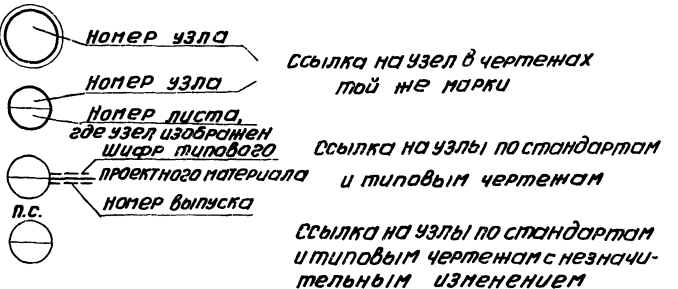 Номер узла
Ссылка на узел в чертежах
той же марки
Номер узла
Номер листа,
где узел изображен
шифр типового
проектного материала
номер выпуска
Ссылка на узлы по стандартам
и типовым чертежам
п.с.
Ссылка на узлы по стандартам
и типовым чертежам с незначи-
тельным изменением